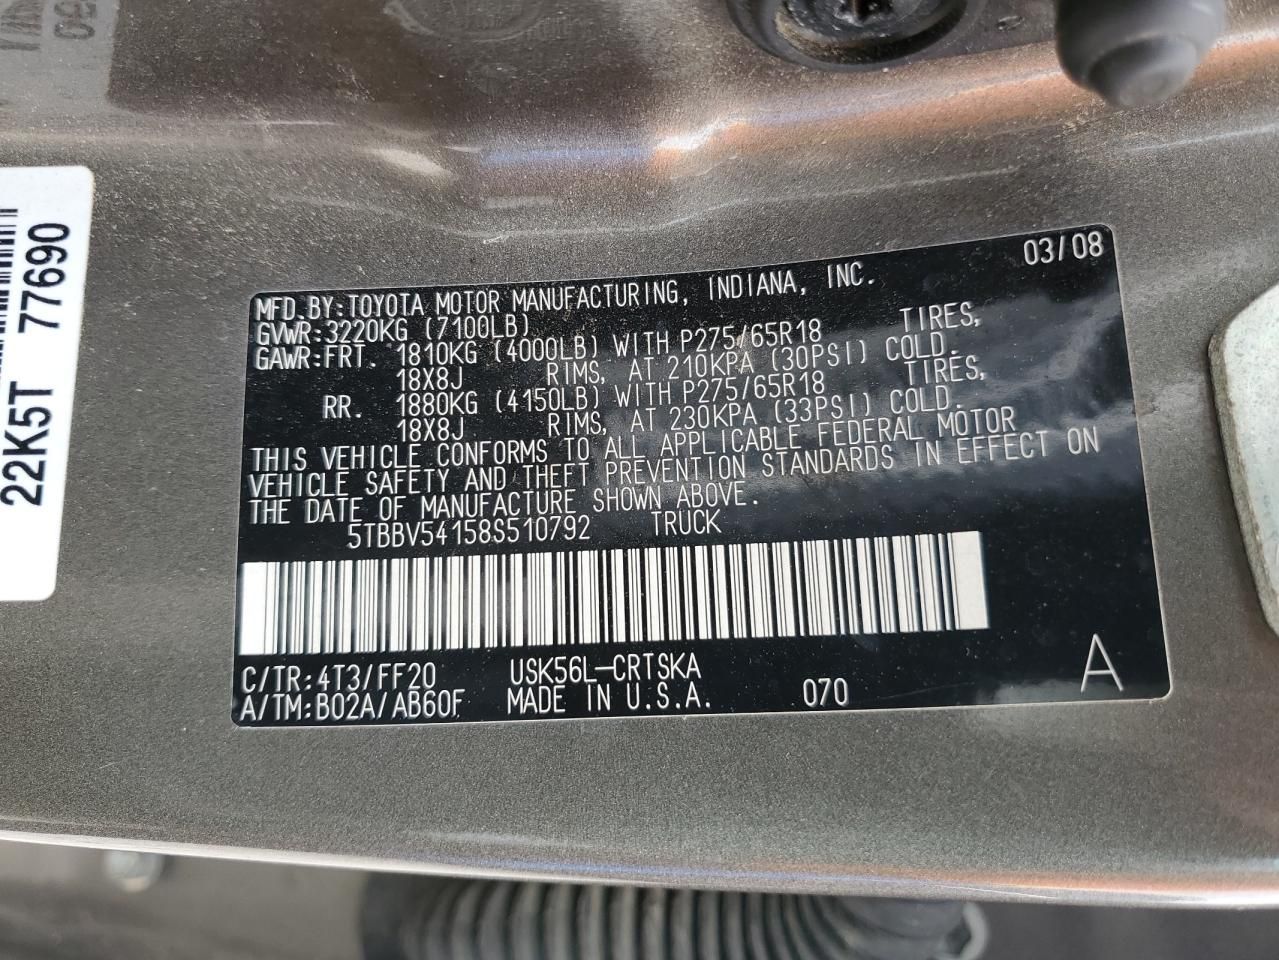 03/08
MFD.BY:TOYOTA MOTOR MANUFACTURING, INDIANA, INC.
GVWR:3220KG (7100LB)
GAWR:FRT. 1810KG (4000LB) WITH P275/65R18 TIRES,
18X8J RIMS, AT 210KPA (30PSI) COLD.
RR. 1880KG (4150LB) WITH P275/65R18 TIRES,
18X8J RIMS, AT 230KPA (33PSI) COLD.
THIS VEHICLE CONFORMS TO ALL APPLICABLE FEDERAL MOTOR
VEHICLE SAFETY AND THEFT PREVENTION STANDARDS IN EFFECT ON
THE DATE OF MANUFACTURE SHOWN ABOVE.
5TBBV54158S510792 TRUCK
C/TR:4T3/FF20 USK56L-CRTSKA
A/TM:B02A/AB60F MADE IN U.S.A. 070 A
22K5T 77690